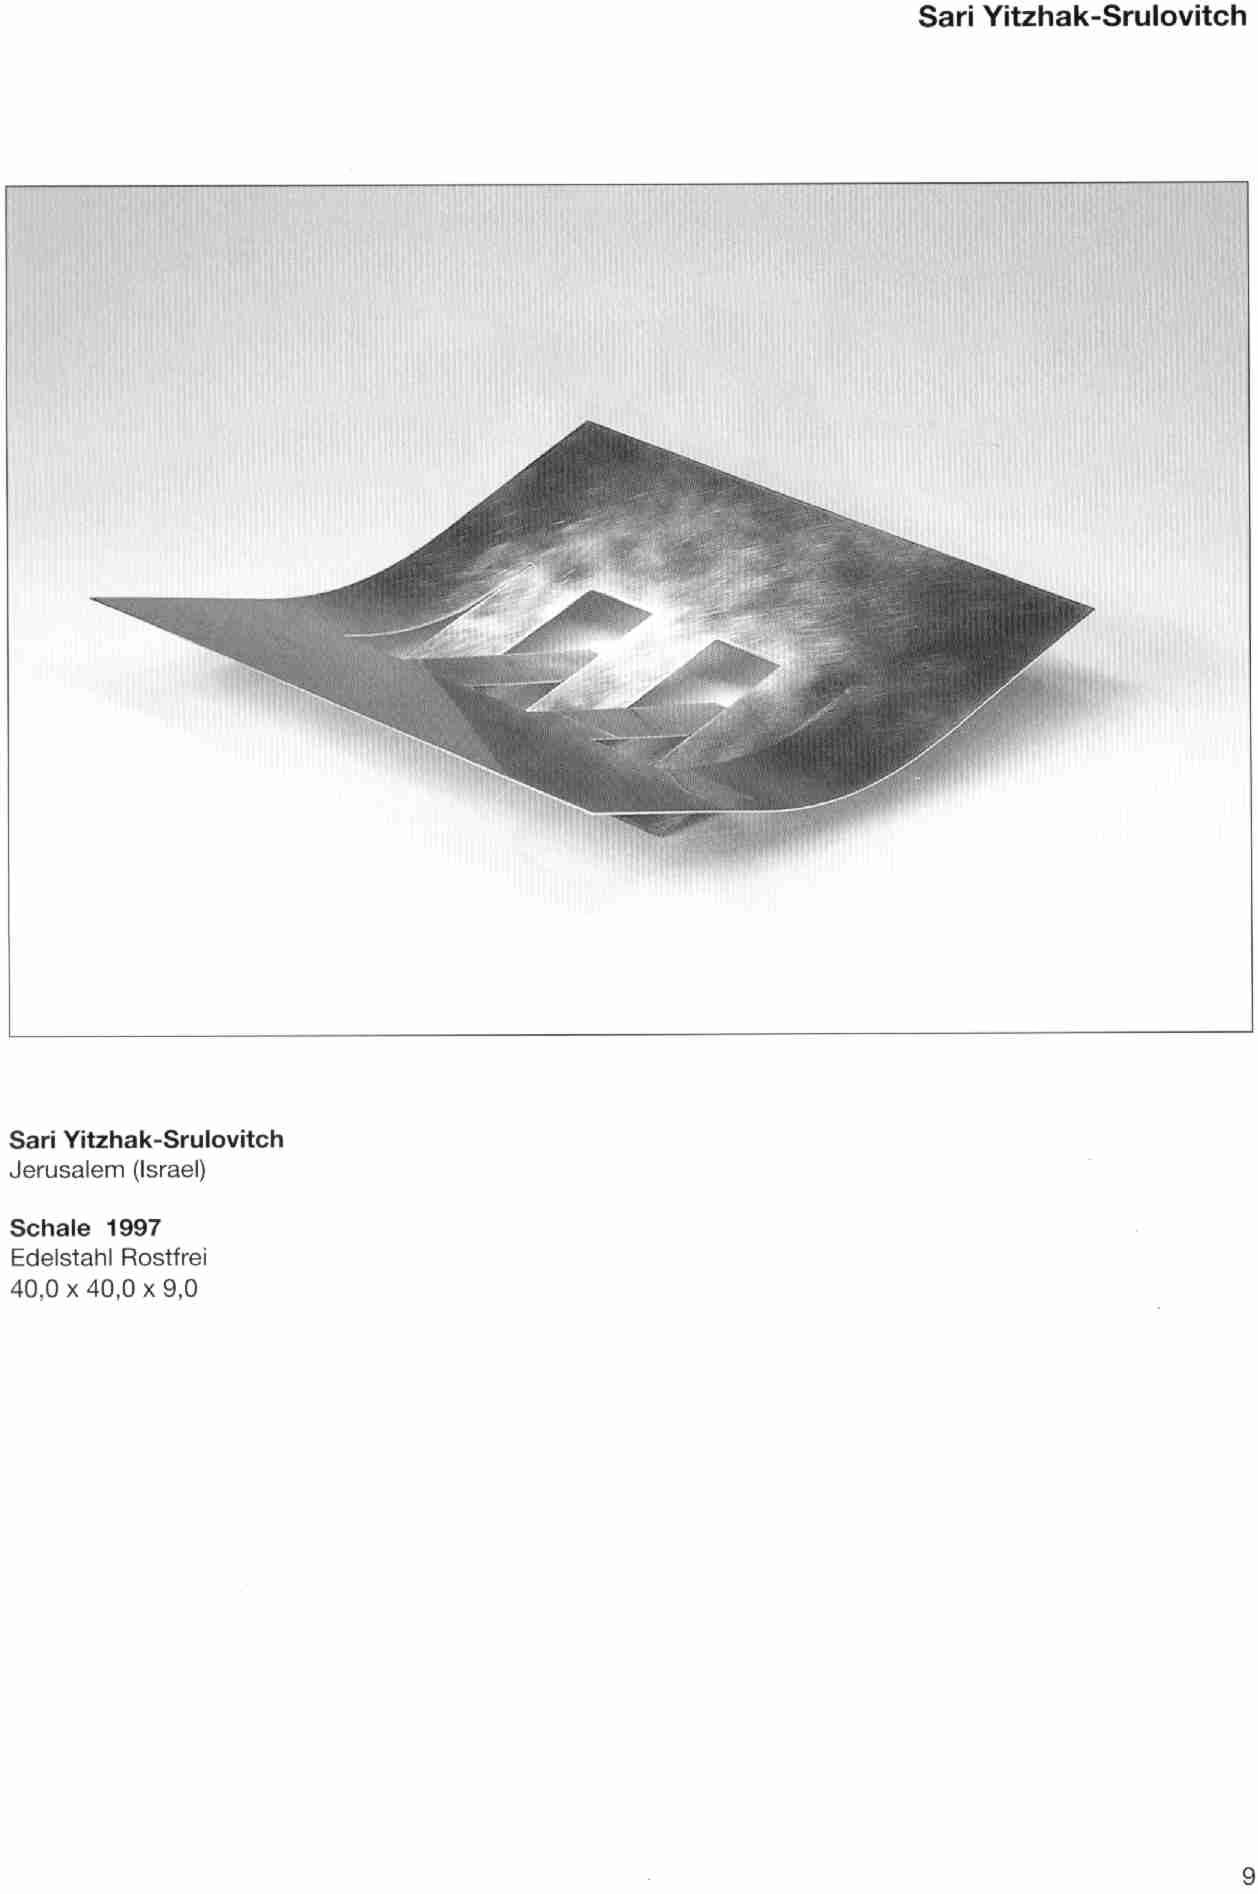 Sari Yitzhak-Srulovitch
Sari Yitzhak-Srulovitch
Jerusalem (Israel)
Schale 1997
Edelstahl Rostfrei
40,0 x 40,0 x 9,0
9